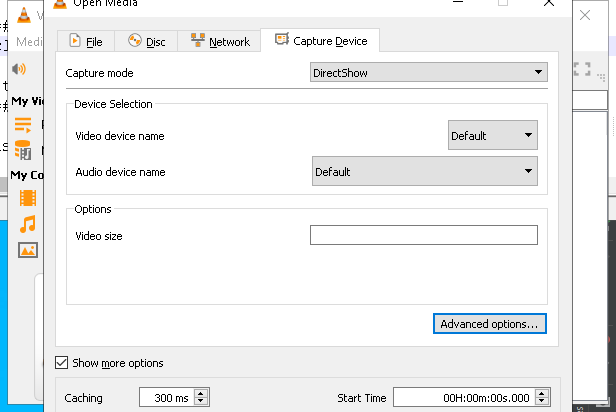 Open Media
Medi
File
Disc
Network
Capture Device
Capture mode
DirectShow
My Vi
Device Selection
Video device name
Default
Audio device name
Default
My Co
Options
Video size
Advanced options...
Show more options
Caching
300 ms
Start Time
00H:00m:00s.000